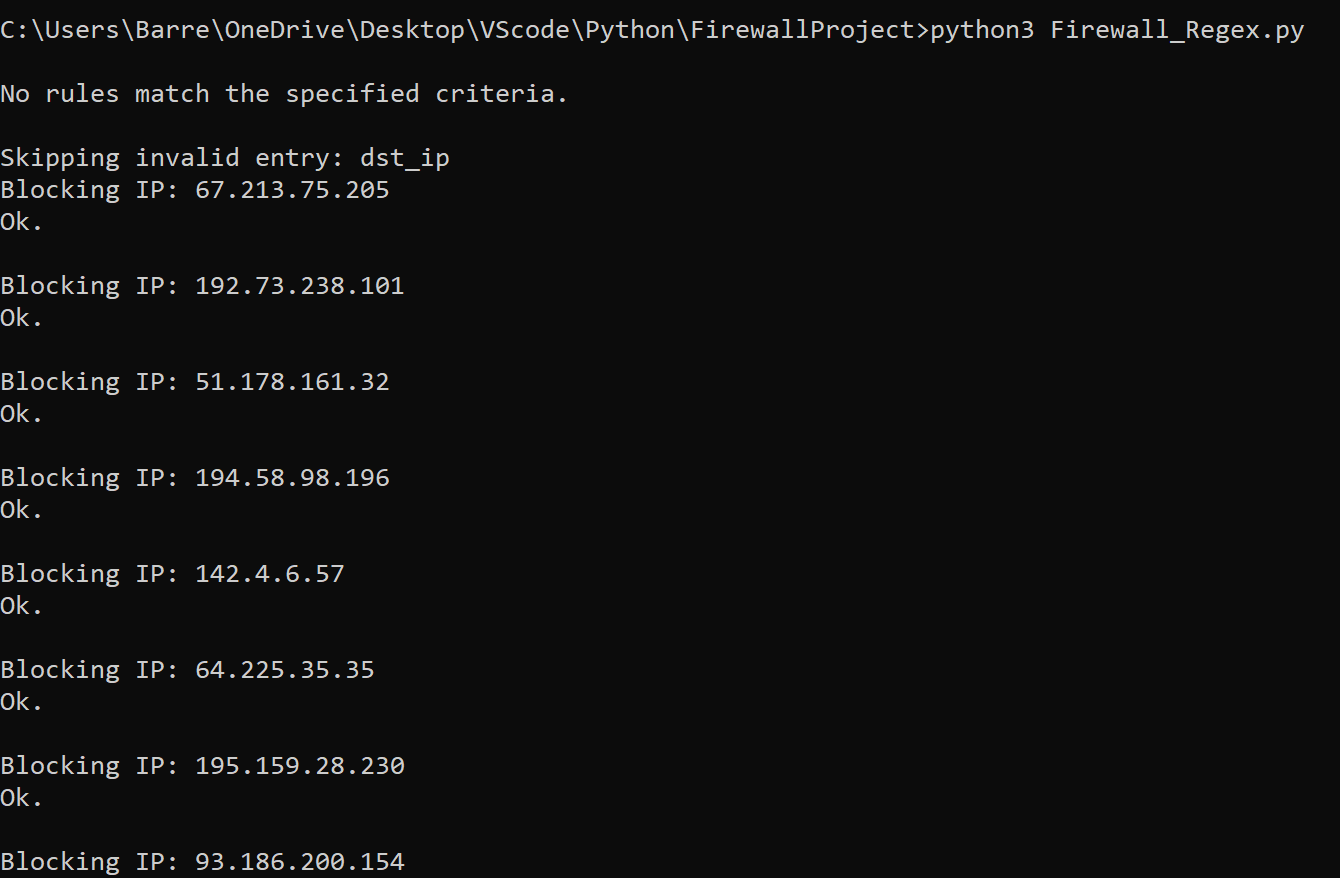 C:\Users\Barre\OneDrive\Desktop\VScode\Python\FirewallProject>python3 Firewall_Regex.py
No rules match the specified criteria.
Skipping invalid entry: dst_ip
Blocking IP: 67.213.75.205
Ok.
Blocking IP: 192.73.238.101
Ok.
Blocking IP: 51.178.161.32
Ok.
Blocking IP: 194.58.98.196
Ok.
Blocking IP: 142.4.6.57
Ok.
Blocking IP: 64.225.35.35
Ok.
Blocking IP: 195.159.28.230
Ok.
Blocking IP: 93.186.200.154